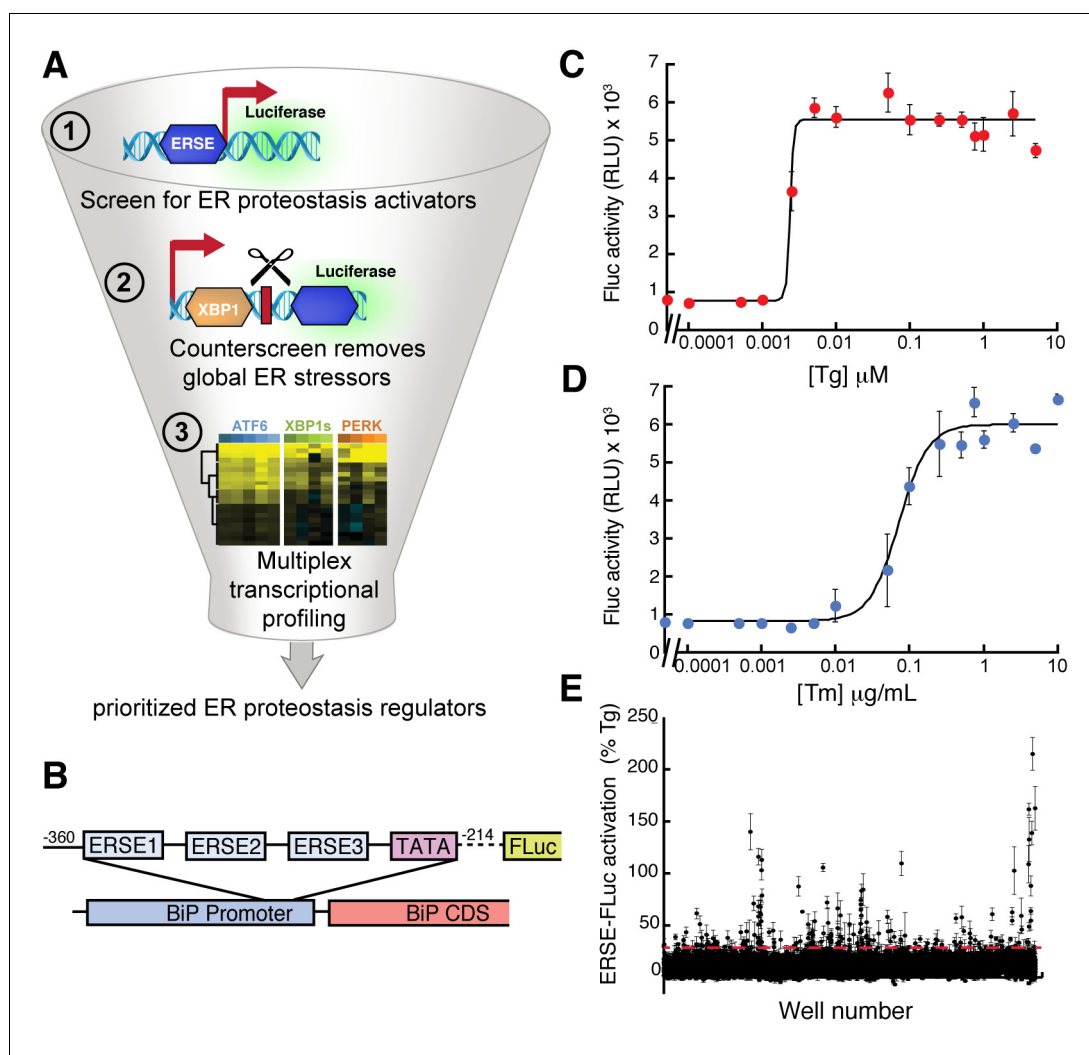 A
1
Luciferase
ERSE
Screen for ER proteostasis activators
2
Luciferase
XBP1
Counterscreen removes
global ER stressors
3
ATF6 XBP1s PERK
Multiplex
transcriptional
profiling
prioritized ER proteostasis regulators
B
-360 ERSE1 ERSE2 ERSE3 TATA -214 FLuc
BiP Promoter BiP CDS
C
Fluc activity (RLU) x 10³
7
6
5
4
3
2
1
0
0.0001 0.001 0.01 0.1 1 10
[Tg] μM
D
Fluc activity (RLU) x 10³
7
6
5
4
3
2
1
0
0.0001 0.001 0.01 0.1 1 10
[Tm] μg/mL
E
ERSE-FLuc activation (% Tg)
250
200
150
100
50
0
Well number